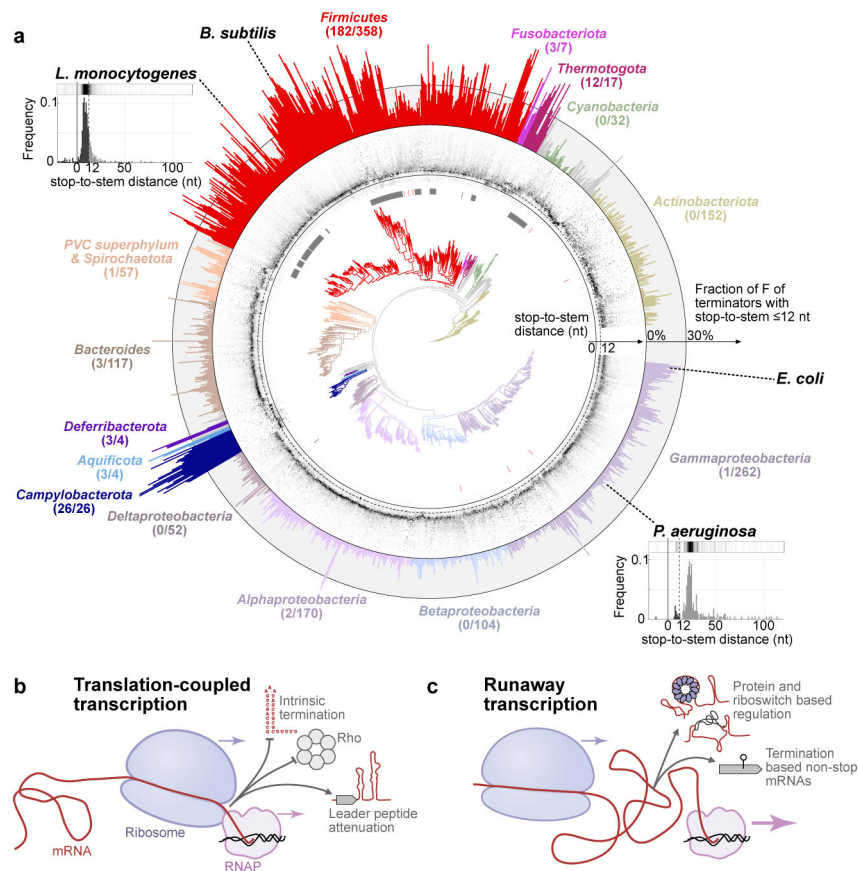 a
Firmicutes
(182/358)
B. subtilis
L. monocytogenes
Fusobacteriota
(3/7)
Thermotogota
(12/17)
Cyanobacteria
(0/32)
Actinobacteriota
(0/152)
0.1
Frequency
0
0 12 50 100
stop-to-stem distance (nt)
PVC superphylum
& Spirochaetota
(1/57)
Bacteroides
(3/117)
Deferribacterota
(3/4)
Aquificota
(3/4)
Campylobacterota
(26/26)
Deltaproteobacteria
(0/52)
Alphaproteobacteria
(2/170)
Betaproteobacteria
(0/104)
Gammaproteobacteria
(1/262)
stop-to-stem
distance (nt)
0 12
0% 30%
Fraction of F of
terminators with
stop-to-stem ≤12 nt
E. coli
P. aeruginosa
0.1
Frequency
0
0 12 50 100
stop-to-stem distance (nt)
b Translation-coupled
transcription
Intrinsic
termination
Rho
Leader peptide
attenuation
Ribosome
mRNA
RNAP
c Runaway
transcription
Protein and
riboswitch based
regulation
Termination
based non-stop
mRNAs